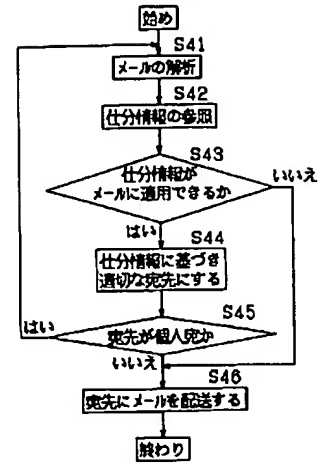 始め
S41
メールの解析
S42
仕分情報の参照
S43
仕分情報が
メールに適用できるか
いいえ
はい
S44
仕分情報に基づき
適切な宛先にする
S45
はい
宛先が個人宛か
いいえ
S46
宛先にメールを配送する
終わり